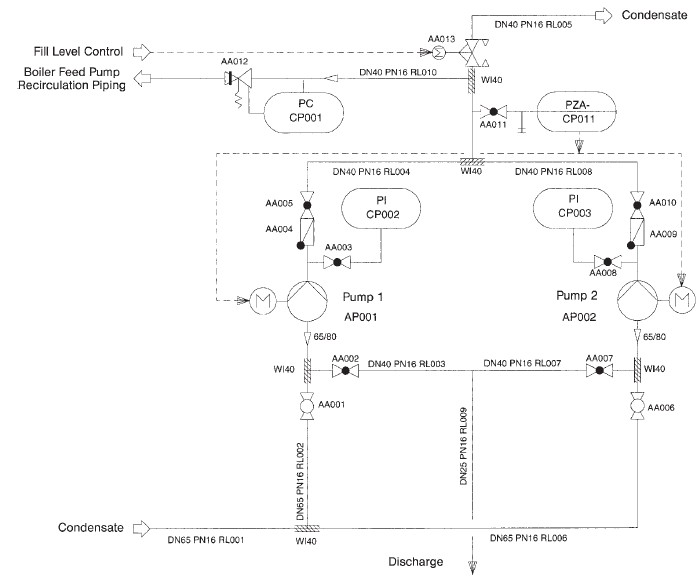 DN40 PN16 RL005
Condensate
Fill Level Control
AA013
AA012
Boiler Feed Pump
Recirculation Piping
DN40 PN16 RL010
WI40
PC
CP001
AA011
PZA-
CP011
DN40 PN16 RL004
WI40
DN40 PN16 RL008
AA005
AA004
PI
CP002
PI
CP003
AA010
AA009
AA003
AA008
M
Pump 1
AP001
Pump 2
AP002
M
65/80
65/80
WI40
AA002
DN40 PN16 RL003
DN40 PN16 RL007
AA007
WI40
AA001
AA006
DN65 PN16 RL002
DN25 PN16 RL009
Condensate
DN65 PN16 RL001
WI40
DN65 PN16 RL006
Discharge